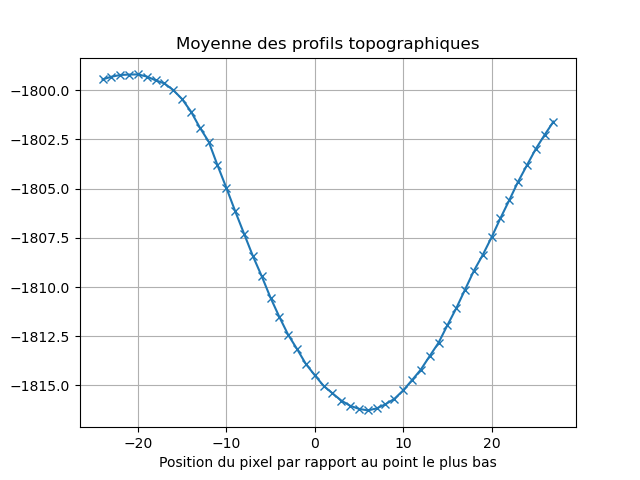 Moyenne des profils topographiques
−1800.0
−1802.5
−1805.0
−1807.5
−1810.0
−1812.5
−1815.0
−20 −10 0 10 20
Position du pixel par rapport au point le plus bas